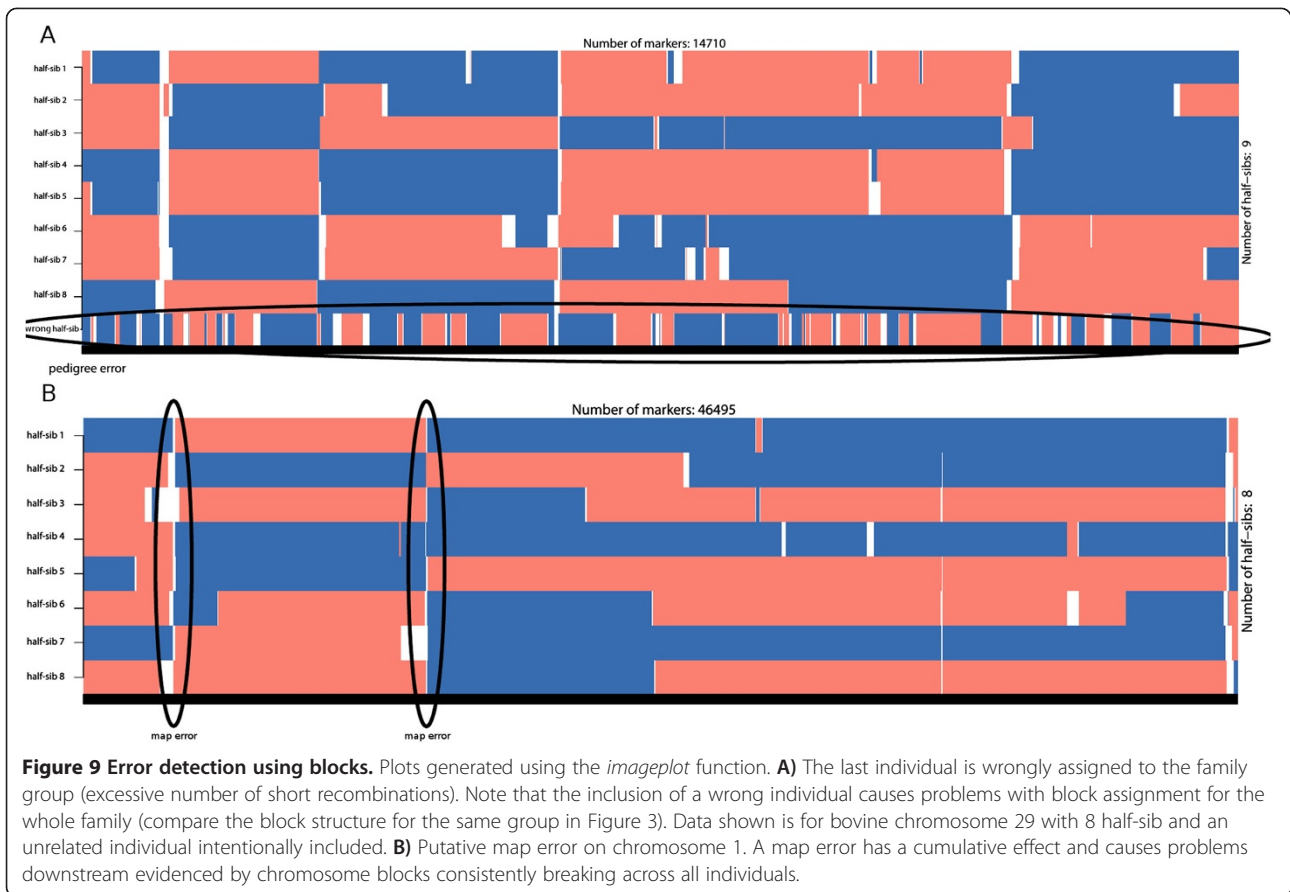 A
Number of markers: 14710
half-sib 1
half-sib 2
half-sib 3
half-sib 4
half-sib 5
half-sib 6
half-sib 7
half-sib 8
wrong half-sib
Number of half-sibs: 9
pedigree error
B
Number of markers: 46495
half-sib 1
half-sib 2
half-sib 3
half-sib 4
half-sib 5
half-sib 6
half-sib 7
half-sib 8
Number of half-sibs: 8
map error
map error
Figure 9 Error detection using blocks. Plots generated using the imageplot function. A) The last individual is wrongly assigned to the family
group (excessive number of short recombinations). Note that the inclusion of a wrong individual causes problems with block assignment for the
whole family (compare the block structure for the same group in Figure 3). Data shown is for bovine chromosome 29 with 8 half-sib and an
unrelated individual intentionally included. B) Putative map error on chromosome 1. A map error has a cumulative effect and causes problems
downstream evidenced by chromosome blocks consistently breaking across all individuals.